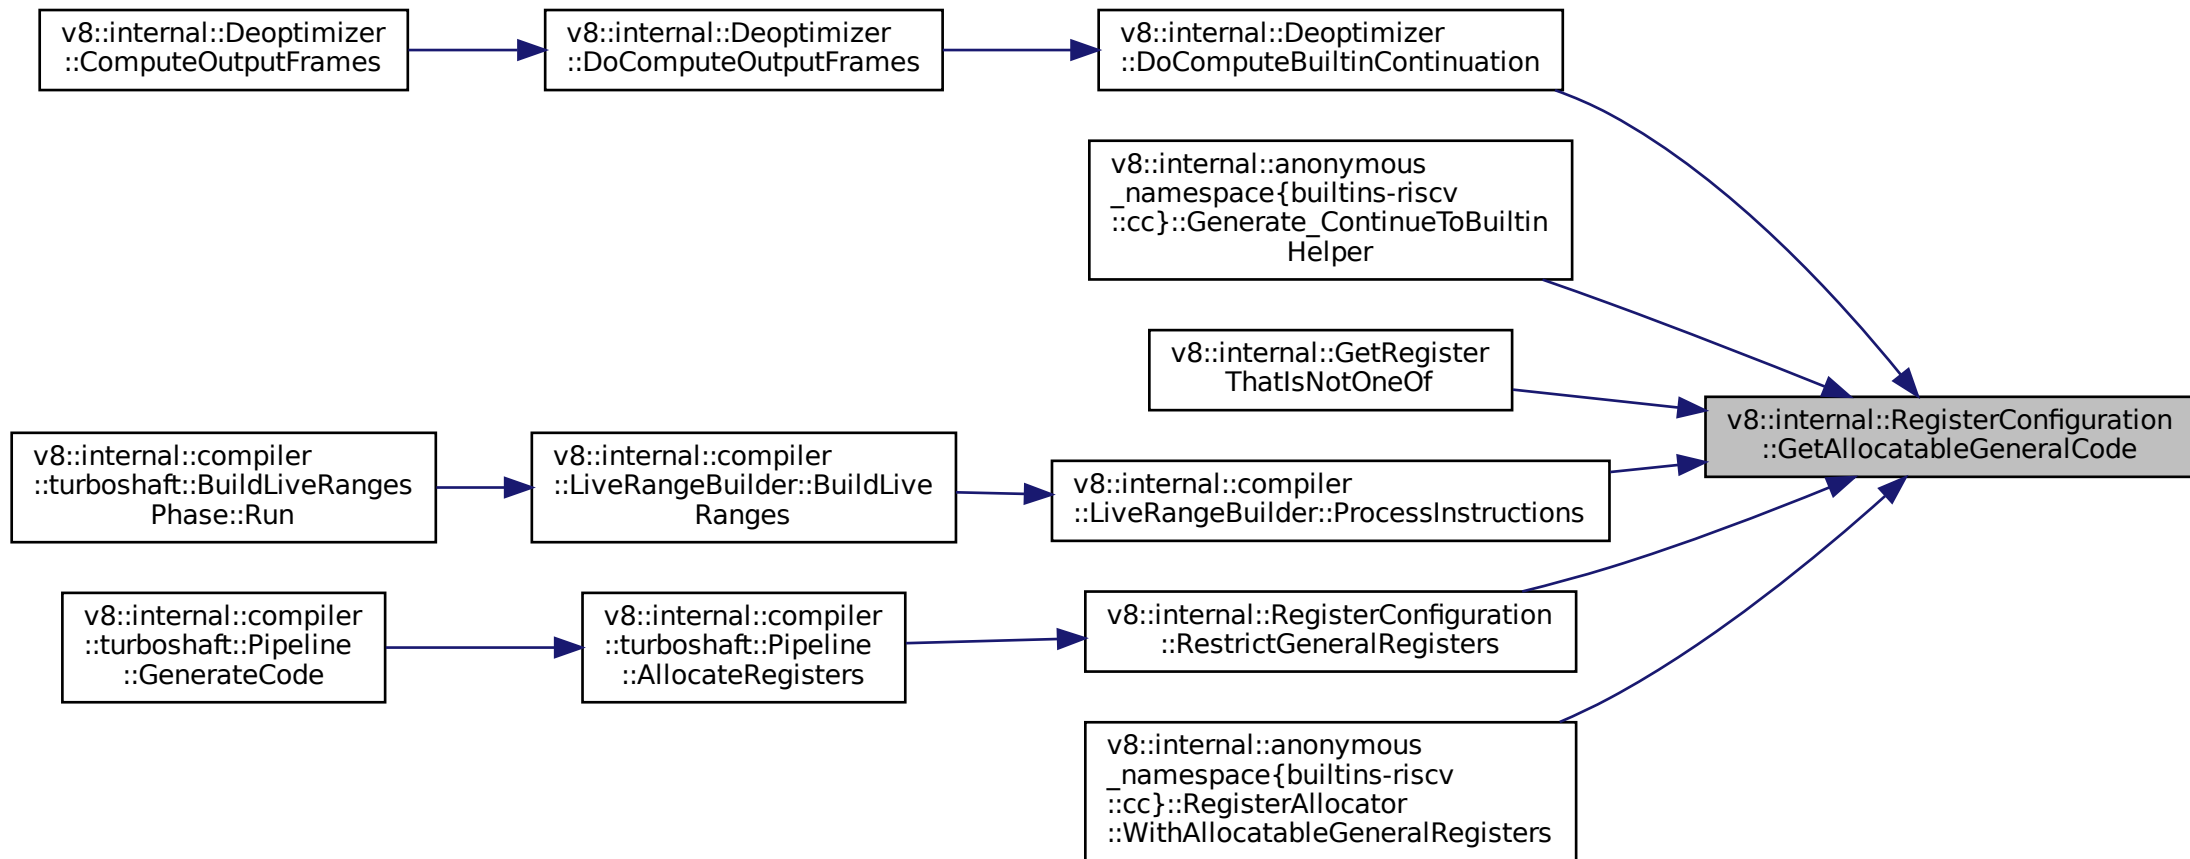 v8::internal::Deoptimizer
::ComputeOutputFrames
v8::internal::Deoptimizer
::DoComputeOutputFrames
v8::internal::Deoptimizer
::DoComputeBuiltinContinuation
v8::internal::anonymous
_namespace{builtins-riscv
::cc}::Generate_ContinueToBuiltin
Helper
v8::internal::GetRegister
ThatIsNotOneOf
v8::internal::RegisterConfiguration
::GetAllocatableGeneralCode
v8::internal::compiler
::turboshaft::BuildLiveRanges
Phase::Run
v8::internal::compiler
::LiveRangeBuilder::BuildLive
Ranges
v8::internal::compiler
::LiveRangeBuilder::ProcessInstructions
v8::internal::compiler
::turboshaft::Pipeline
::GenerateCode
v8::internal::compiler
::turboshaft::Pipeline
::AllocateRegisters
v8::internal::RegisterConfiguration
::RestrictGeneralRegisters
v8::internal::anonymous
_namespace{builtins-riscv
::cc}::RegisterAllocator
::WithAllocatableGeneralRegisters